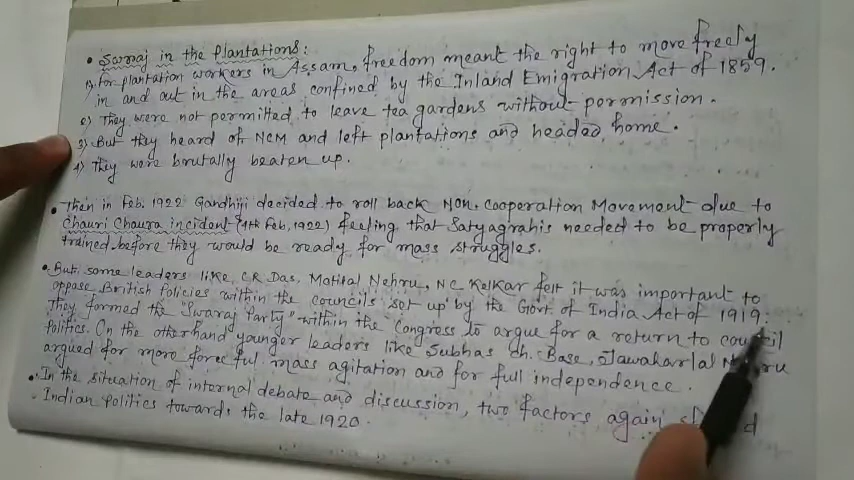 • Swaraj in the plantations:
1) For plantation workers in Assam, freedom meant the right to move freely
in and out in the areas confined by the Inland Emigration Act of 1859.
2) They were not permitted to leave tea gardens without permission.
3) But they heard of NCM and left plantations and headed home.
4) They were brutally beaten up.
• Then in Feb. 1922 Gandhiji decided to roll back Non. Cooperation Movement due to
Chauri Chaura incident (4th Feb, 1922) feeling that Satyagrahis needed to be properly
trained before they would be ready for mass struggles.
• But some leaders like CR Das, Motilal Nehru, NC Kelkar felt it was important to
oppose British Policies within the councils set up by the Govt. of India Act of 1919.
They formed the "Swaraj Party" within the Congress to argue for a return to council
Politics. On the otherhand younger leaders like Subhas ch. Bose, Jawaharlal
argued for more forceful mass agitation and for full independence.
• In the situation of internal debate and discussion, two factors again
Indian Politics towards the late 1920.